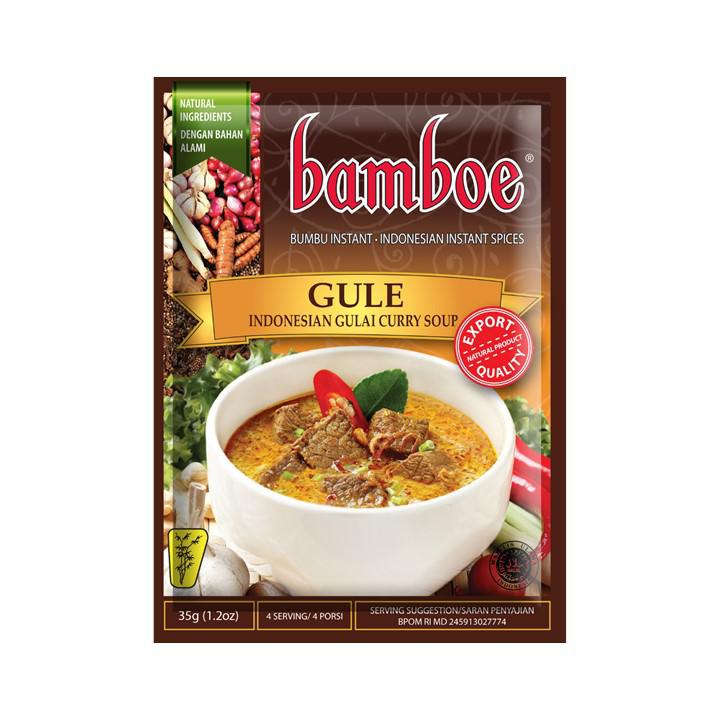 NATURAL
INGREDIENTS
DENGAN BAHAN
ALAMI
bamboe®
BUMBU INSTANT · INDONESIAN INSTANT SPICES
GULE
INDONESIAN GULAI CURRY SOUP
EXPORT
NATURAL PRODUCT
QUALITY
HALAL
35g (1.2oz)
4 SERVING/ 4 PORSI
SERVING SUGGESTION/SARAN PENYAJIAN
BPOM RI MD 245913027774